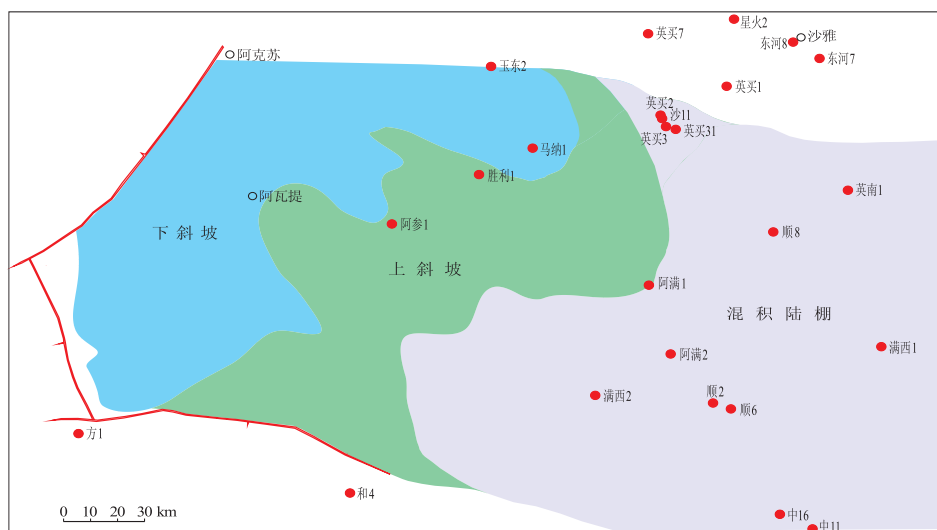 星火2
英买7
沙雅
东河8
东河7
阿克苏
玉东2
英买1
英买2
沙11
英买3
英买31
马纳1
胜利1
英南1
阿瓦提
阿参1
下斜坡
顺8
上斜坡
阿满1
混积陆棚
满西1
阿满2
满西2
顺2
顺6
方1
和4
中16
中11
0 10 20 30 km